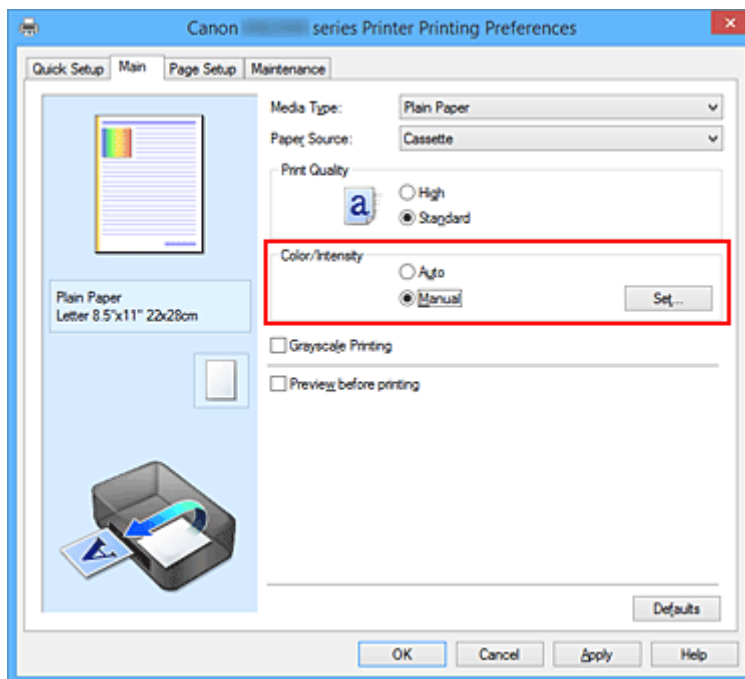 Canon series Printer Printing Preferences
Quick Setup Main Page Setup Maintenance
Media Type: Plain Paper
Paper Source: Cassette
Print Quality
a
High
Standard
Color/Intensity
Auto
Manual Set...
Plain Paper
Letter 8.5"x11" 22x28cm
Grayscale Printing
Preview before printing
A
Defaults
OK Cancel Apply Help